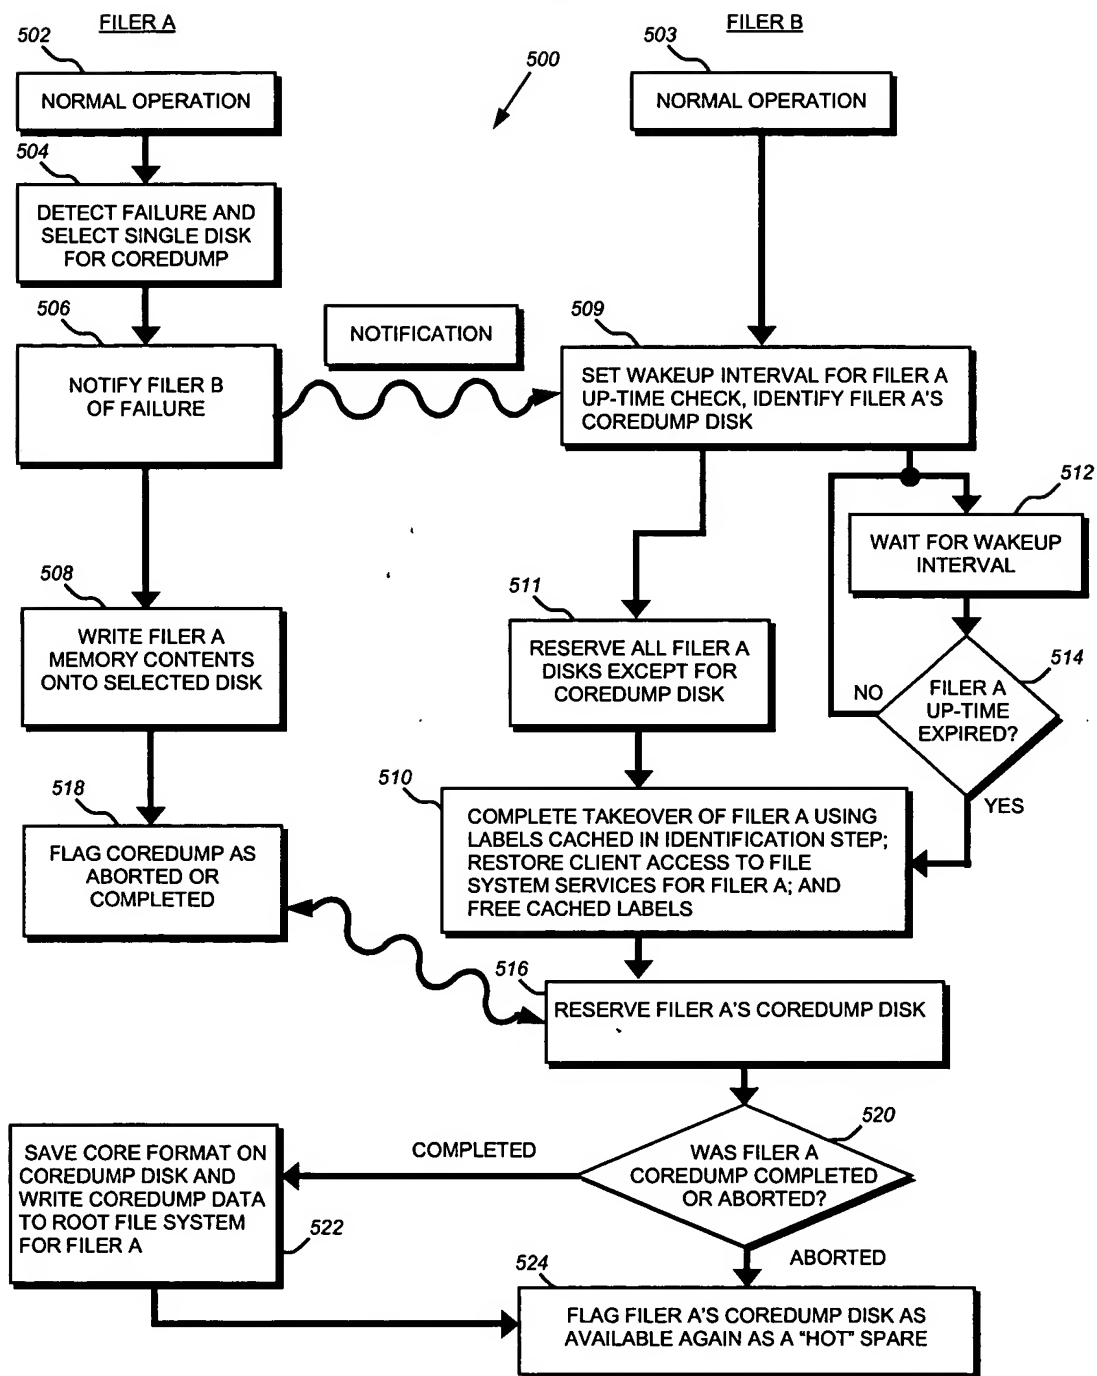 FILER A
FILER B
502
503
500
NORMAL OPERATION
NORMAL OPERATION
504
DETECT FAILURE AND
SELECT SINGLE DISK
FOR COREDUMP
506
NOTIFICATION
509
NOTIFY FILER B
OF FAILURE
SET WAKEUP INTERVAL FOR FILER A
UP-TIME CHECK, IDENTIFY FILER A'S
COREDUMP DISK
512
WAIT FOR WAKEUP
INTERVAL
508
WRITE FILER A
MEMORY CONTENTS
ONTO SELECTED DISK
511
RESERVE ALL FILER A
DISKS EXCEPT FOR
COREDUMP DISK
514
NO
FILER A
UP-TIME
EXPIRED?
YES
518
FLAG COREDUMP AS
ABORTED OR
COMPLETED
510
COMPLETE TAKEOVER OF FILER A USING
LABELS CACHED IN IDENTIFICATION STEP;
RESTORE CLIENT ACCESS TO FILE
SYSTEM SERVICES FOR FILER A; AND
FREE CACHED LABELS
516
RESERVE FILER A'S COREDUMP DISK
520
WAS FILER A
COREDUMP COMPLETED
OR ABORTED?
COMPLETED
SAVE CORE FORMAT ON
COREDUMP DISK AND
WRITE COREDUMP DATA
TO ROOT FILE SYSTEM
FOR FILER A
522
ABORTED
524
FLAG FILER A'S COREDUMP DISK AS
AVAILABLE AGAIN AS A "HOT" SPARE